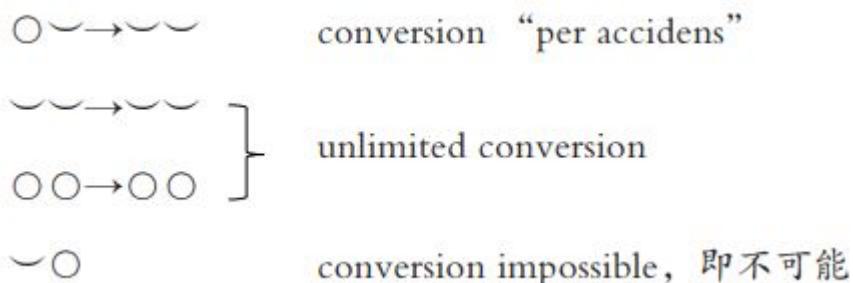 ○⌣→⌣⌣ conversion “per accidens”
⌣⌣→⌣⌣
unlimited conversion
○○→○○
⌣○ conversion impossible，即不可能